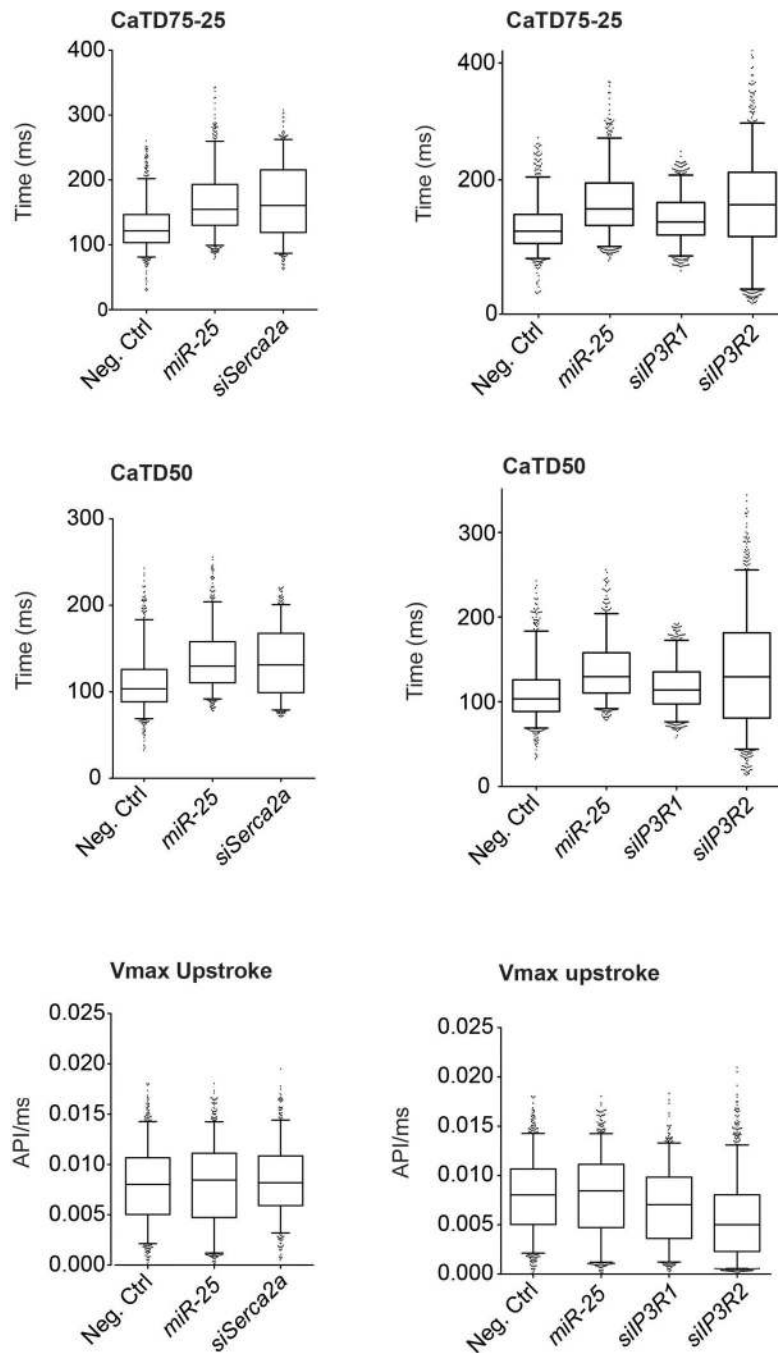 CaTD75-25
400
300
200
100
0
Time (ms)
Neg. Ctrl
miR-25
siSerca2a
CaTD75-25
400
200
0
Time (ms)
Neg. Ctrl
miR-25
siIP3R1
siIP3R2
CaTD50
300
200
100
0
Time (ms)
Neg. Ctrl
miR-25
siSerca2a
CaTD50
300
200
100
0
Time (ms)
Neg. Ctrl
miR-25
siIP3R1
siIP3R2
Vmax Upstroke
0.025
0.020
0.015
0.010
0.005
0.000
API/ms
Neg. Ctrl
miR-25
siSerca2a
Vmax upstroke
0.025
0.020
0.015
0.010
0.005
0.000
API/ms
Neg. Ctrl
miR-25
siIP3R1
siIP3R2